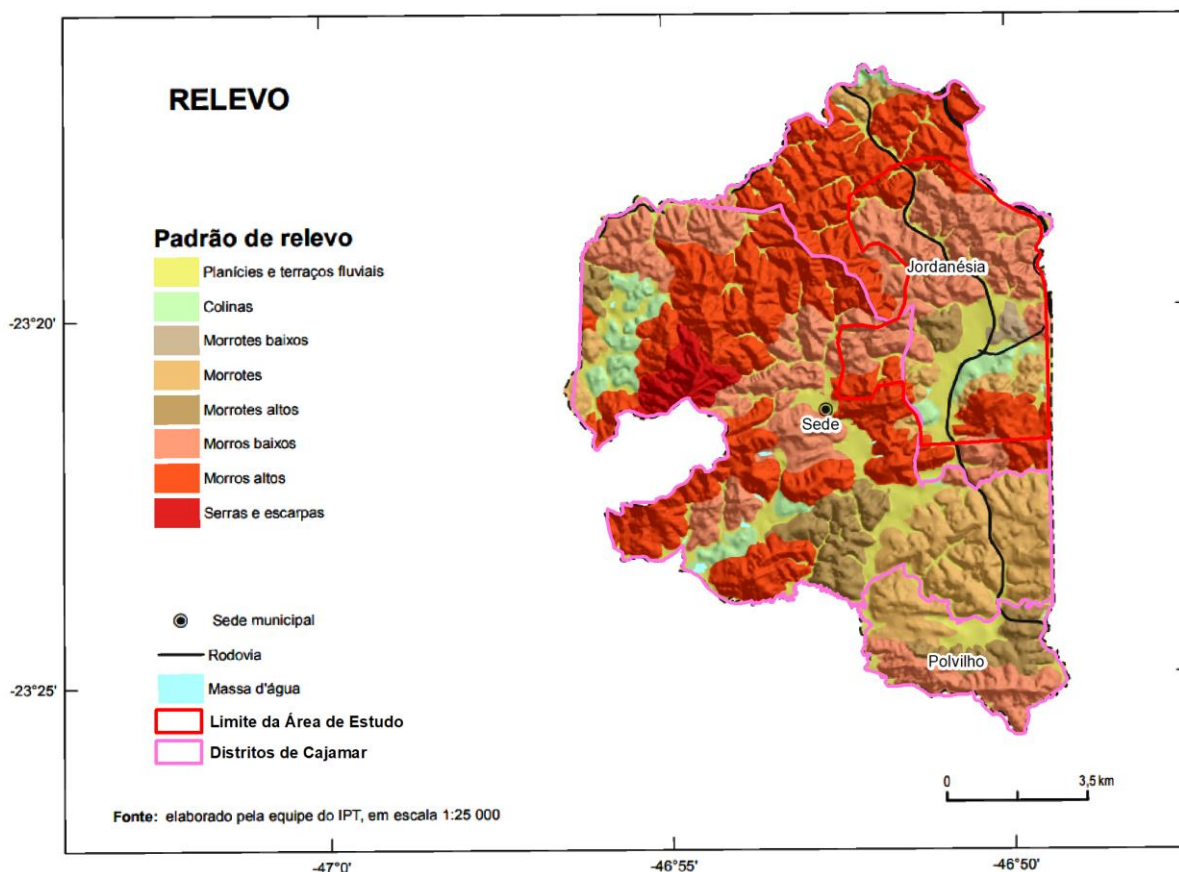 RELEVO
Padrão de relevo
Planícies e terraços fluviais
Colinas
Morrotes baixos
Morrotes
Morrotes altos
Morros baixos
Morros altos
Serras e escarpas
Sede municipal
Rodovia
Massa d'água
Limite da Área de Estudo
Distritos de Cajamar
Fonte: elaborado pela equipe do IPT, em escala 1:25 000
Jordanésia
Sede
Polvilho
0 3,5 km
-23°20'
-23°25'
-47°0'
-46°55'
-46°50'